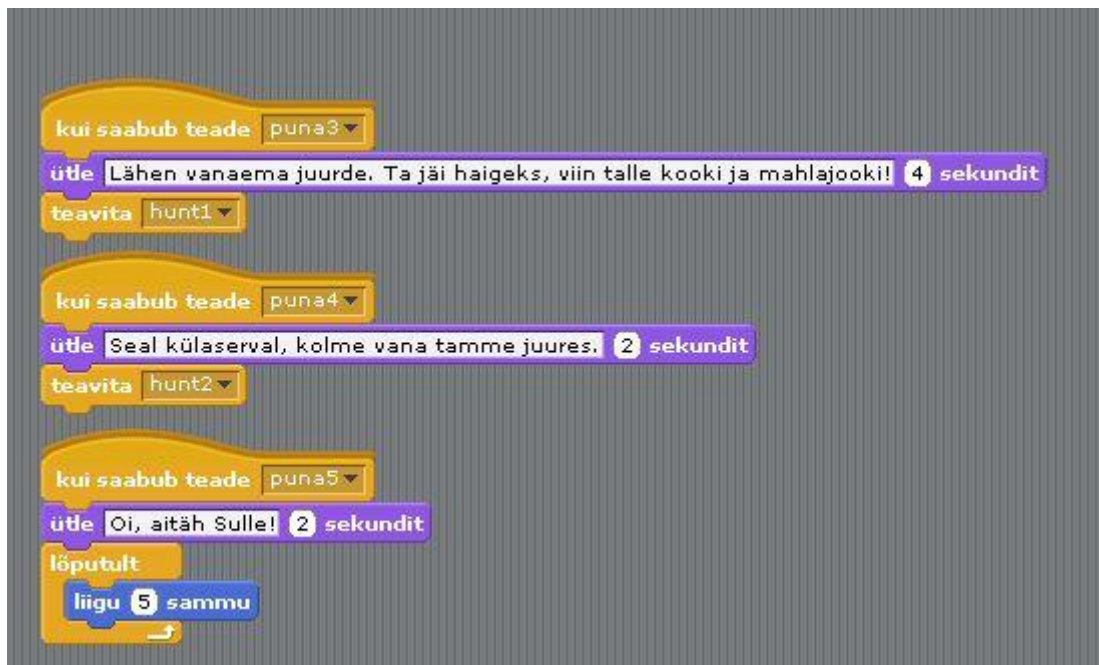 kui saabub teade puna3
ütle Lähen vanaema juurde. Ta jäi haigeks, viin talle kooki ja mahlajooki! 4 sekundit
teavita hunt1
kui saabub teade puna4
ütle Seal külaserval, kolme vana tamme juures. 2 sekundit
teavita hunt2
kui saabub teade puna5
ütle Oi, aitäh Sulle! 2 sekundit
lõputult
liigu 5 sammu